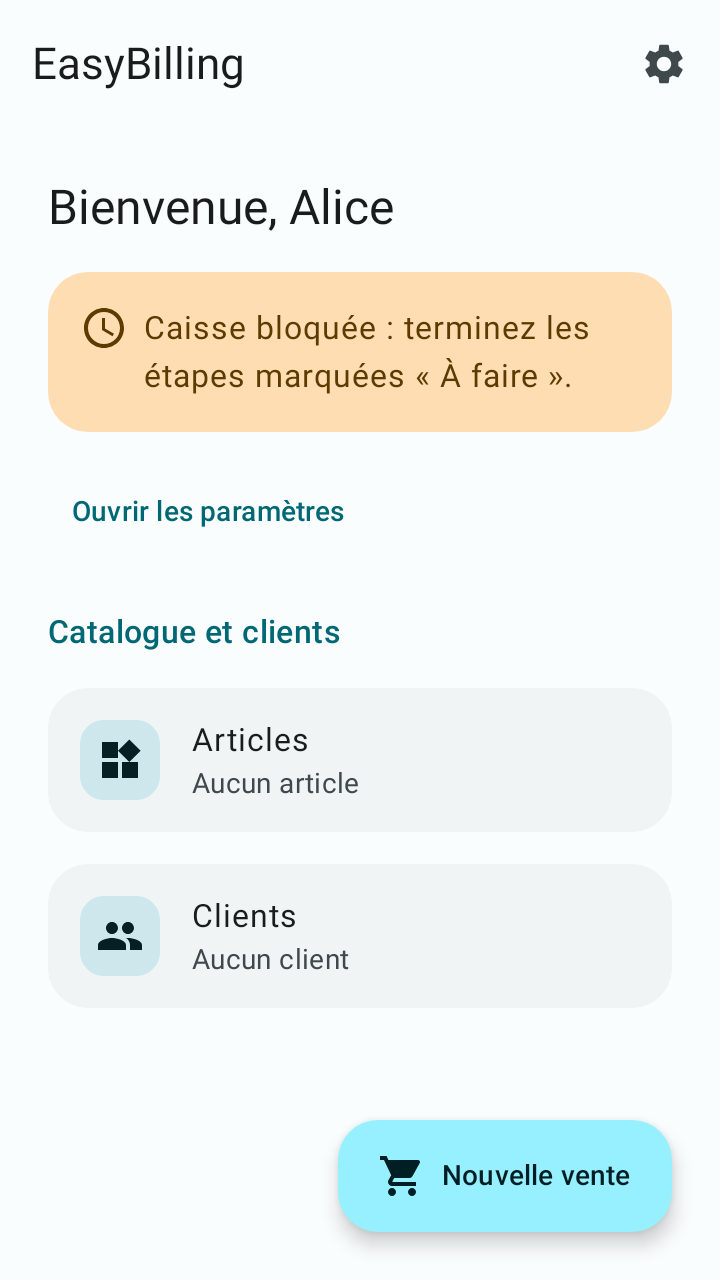 EasyBilling
Bienvenue, Alice
Caisse bloquée : terminez les
étapes marquées « À faire ».
Ouvrir les paramètres
Catalogue et clients
Articles
Aucun article
Clients
Aucun client
Nouvelle vente